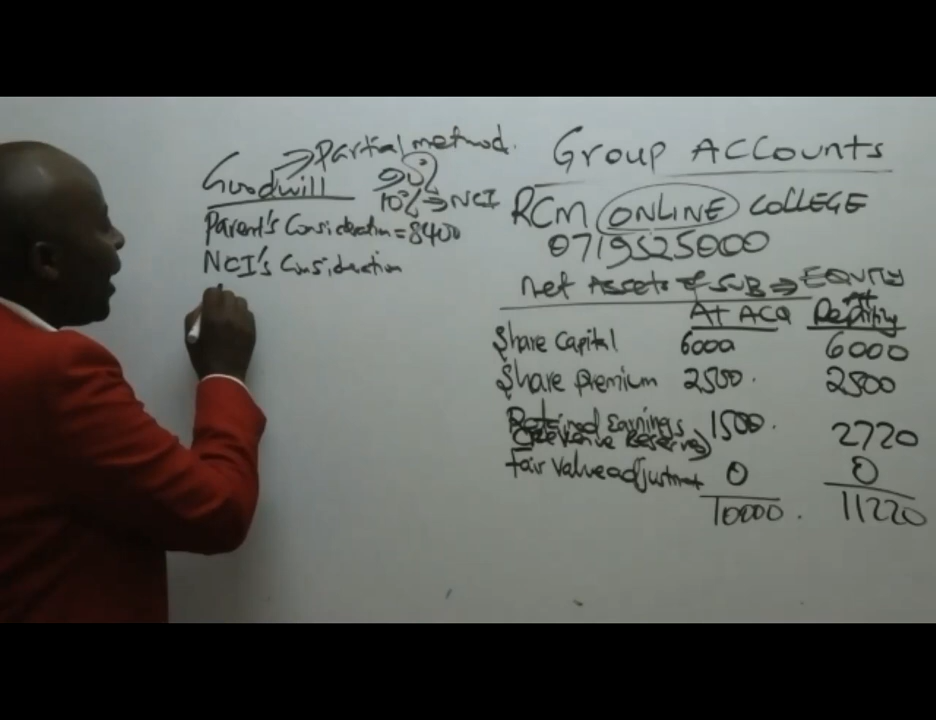 ⇒ Partial method.
Goodwill 90%
10% ⇒ NCI
Parent's Consideration = 8400
NCI's Consideration
Group Accounts
RCM ONLINE COLLEGE
0719525000
Net Assets of SUB ⇒ EQUITY
At ACQ At Reporting
Share Capital 6000 6000
Share Premium 2500. 2500
Retained Earnings 1500. 2720
(Revenue Reserve)
Fair value adjustment 0 0
10000. 11220